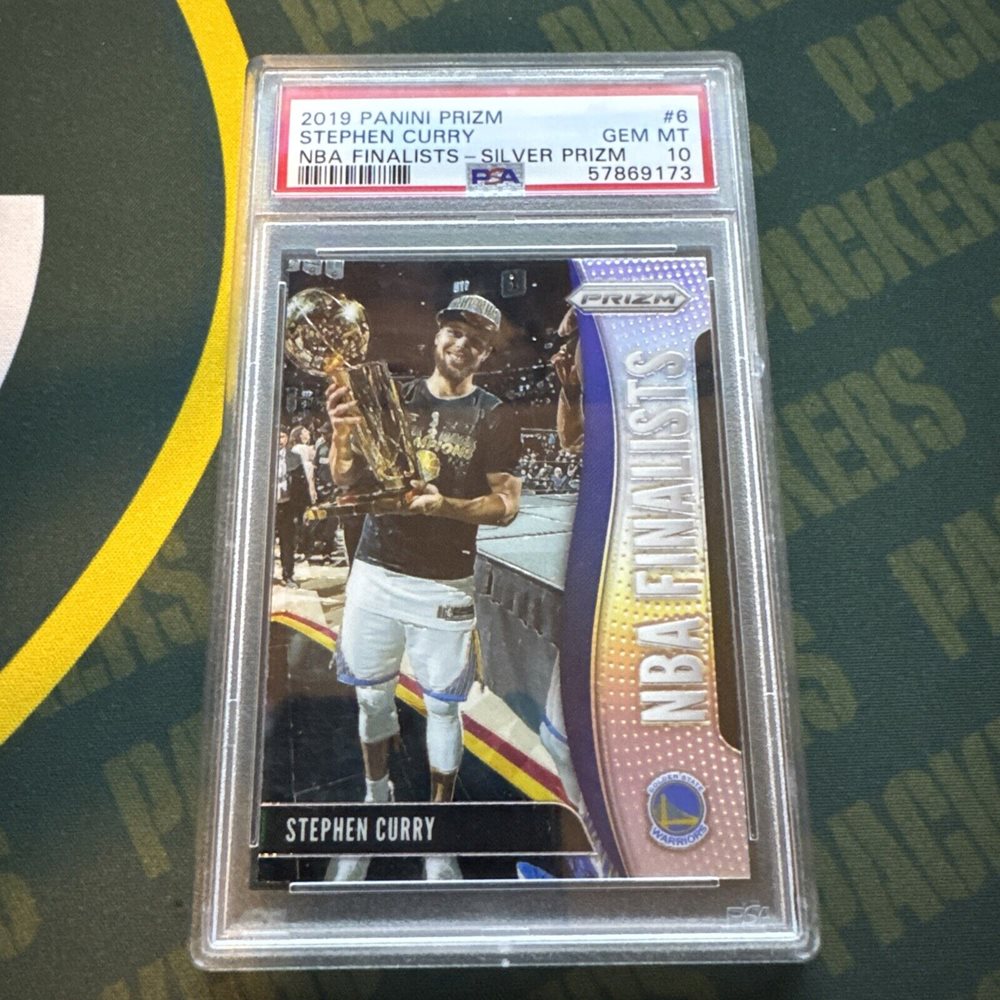 2019 PANINI PRIZM #6
STEPHEN CURRY GEM MT
NBA FINALISTS - SILVER PRIZM 10
PSA 57869173
PRIZM
NBA FINALISTS
STEPHEN CURRY
GOLDEN STATE
WARRIORS
PSA
PACKERS
PACKERS
PACKERS
PACKERS
PACKERS